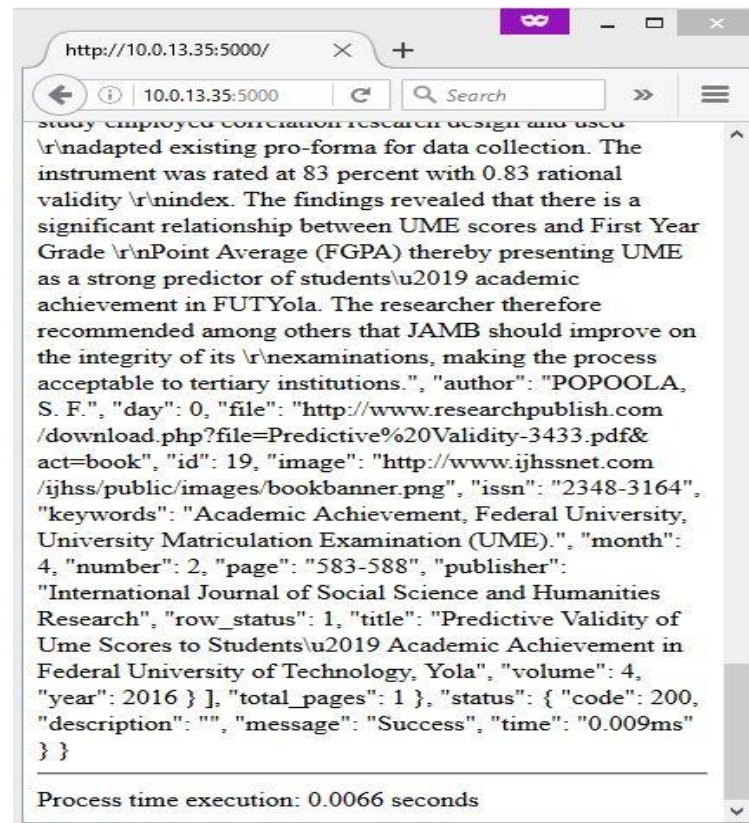 http://10.0.13.35:5000/
10.0.13.35:5000
Search
study employed correlation research design and used
\r\nadapted existing pro-forma for data collection. The
instrument was rated at 83 percent with 0.83 rational
validity \r\nindex. The findings revealed that there is a
significant relationship between UME scores and First Year
Grade \r\nPoint Average (FGPA) thereby presenting UME
as a strong predictor of students\u2019 academic
achievement in FUTYola. The researcher therefore
recommended among others that JAMB should improve on
the integrity of its \r\nexaminations, making the process
acceptable to tertiary institutions.", "author": "POPOOLA,
S. F.", "day": 0, "file": "http://www.researchpublish.com
/download.php?file=Predictive%20Validity-3433.pdf&
act=book", "id": 19, "image": "http://www.ijhssnet.com
/ijhss/public/images/bookbanner.png", "issn": "2348-3164",
"keywords": "Academic Achievement, Federal University,
University Matriculation Examination (UME).", "month":
4, "number": 2, "page": "583-588", "publisher":
"International Journal of Social Science and Humanities
Research", "row_status": 1, "title": "Predictive Validity of
Ume Scores to Students\u2019 Academic Achievement in
Federal University of Technology, Yola", "volume": 4,
"year": 2016 } ], "total_pages": 1 }, "status": { "code": 200,
"description": "", "message": "Success", "time": "0.009ms"
} }
Process time execution: 0.0066 seconds